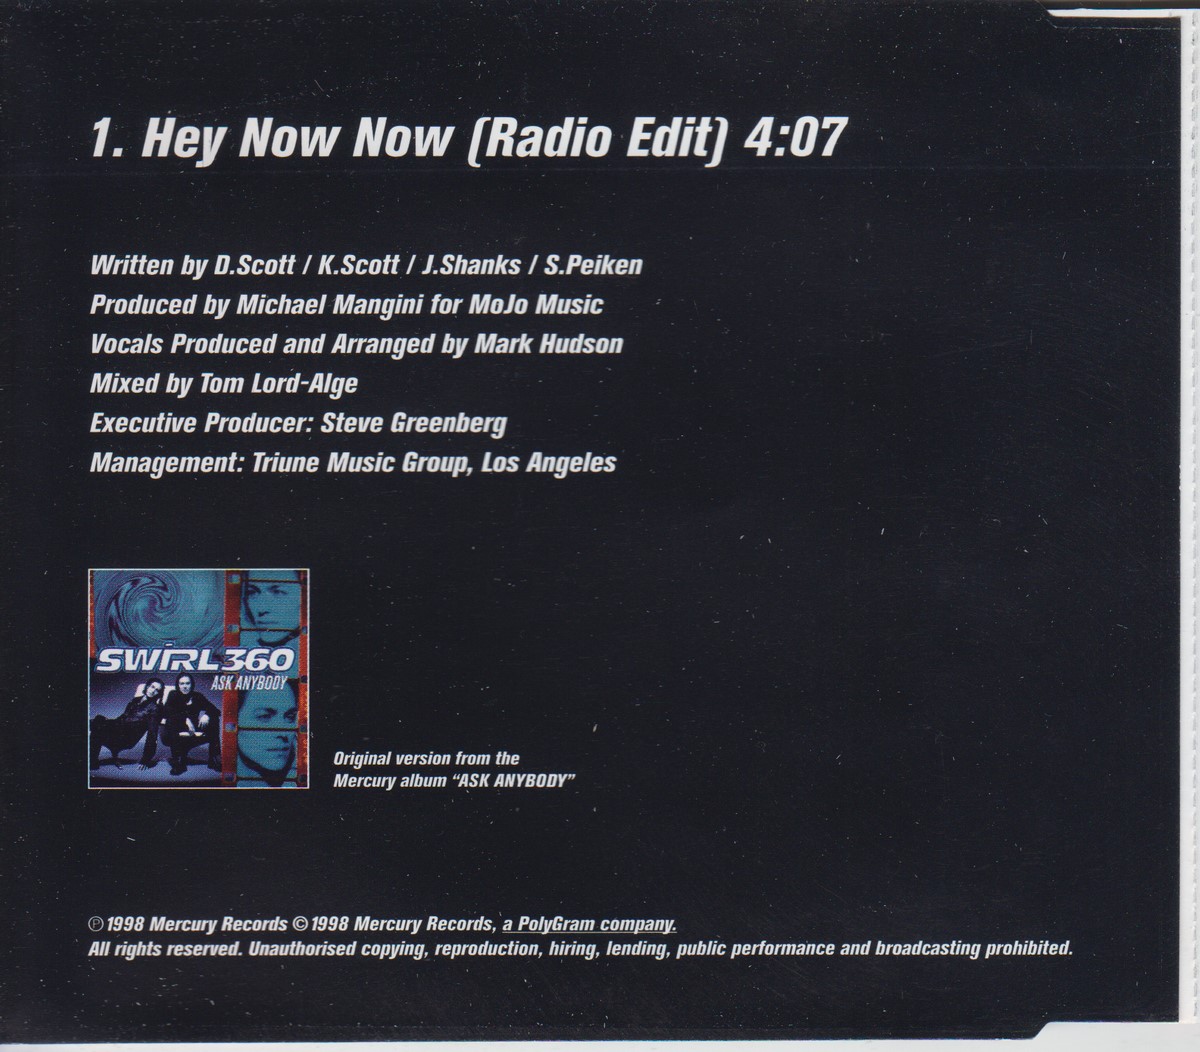 1. Hey Now Now (Radio Edit) 4:07
Written by D.Scott / K.Scott / J.Shanks / S.Peiken
Produced by Michael Mangini for MoJo Music
Vocals Produced and Arranged by Mark Hudson
Mixed by Tom Lord-Alge
Executive Producer: Steve Greenberg
Management: Triune Music Group, Los Angeles
SWIRL 360
ASK ANYBODY
Original version from the
Mercury album “ASK ANYBODY”
℗ 1998 Mercury Records © 1998 Mercury Records, a PolyGram company.
All rights reserved. Unauthorised copying, reproduction, hiring, lending, public performance and broadcasting prohibited.